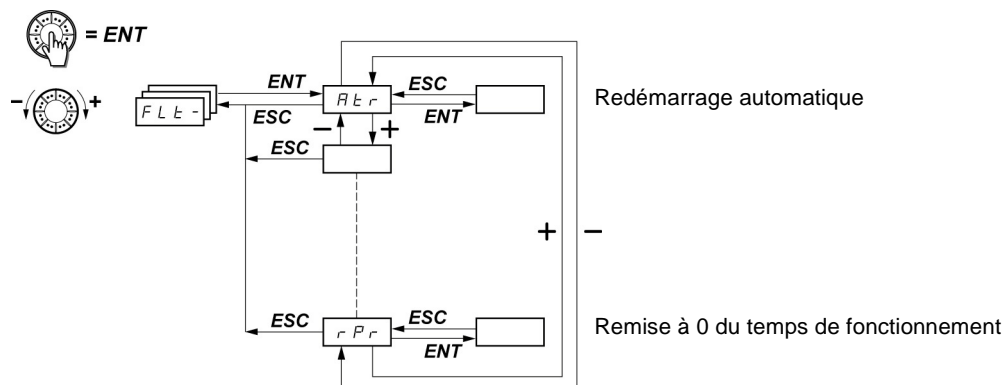 = ENT
- +
FLt-
ENT
ESC
Atr
ESC
ENT
Redémarrage automatique
- +
ESC
+ -
ESC
rPr
ESC
ENT
Remise à 0 du temps de fonctionnement